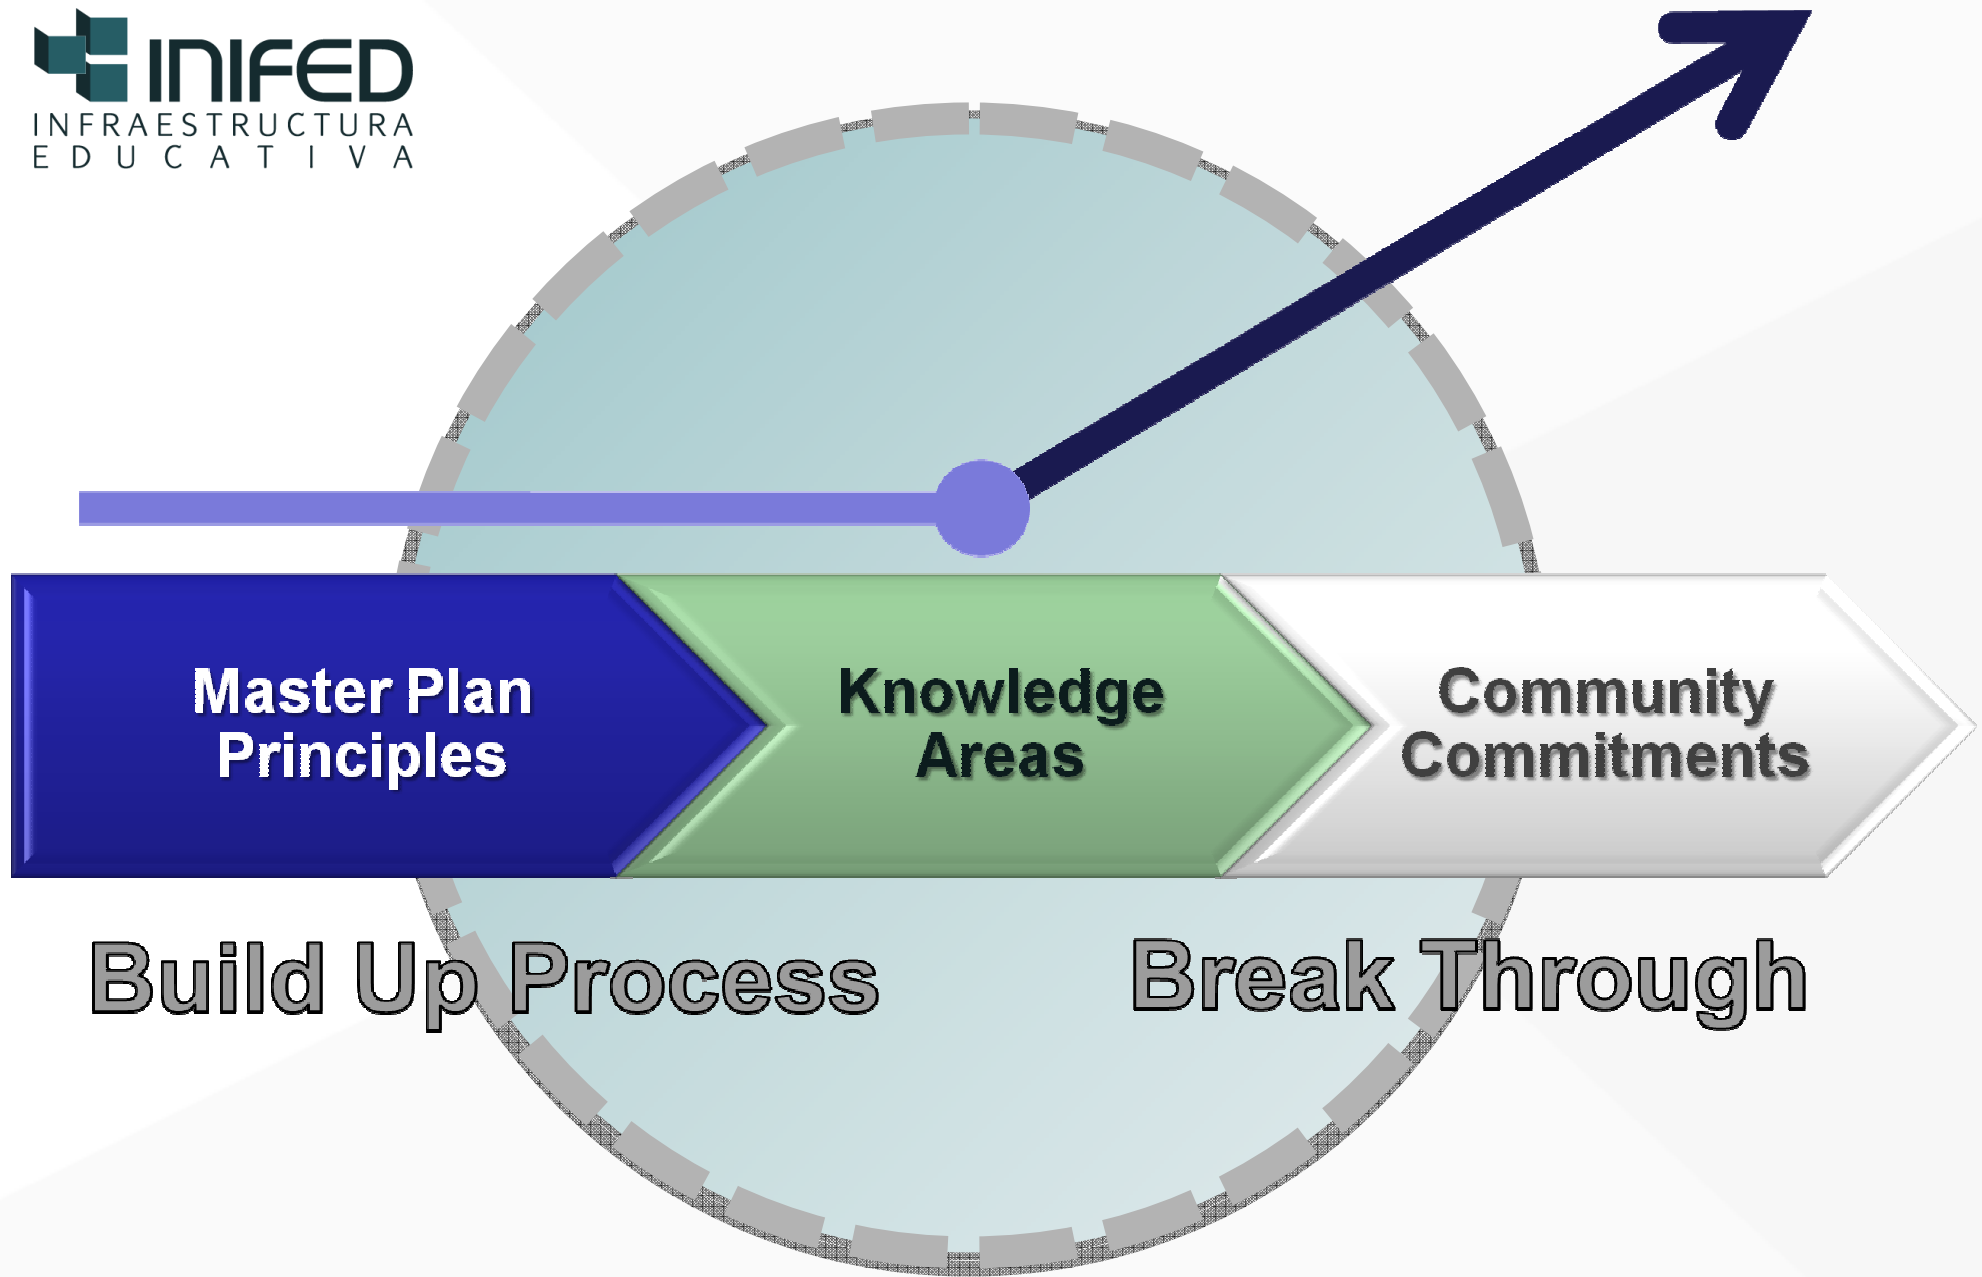 INIFED
INFRAESTRUCTURA
EDUCATIVA
Master Plan
Principles
Knowledge
Areas
Community
Commitments
Build Up Process
Break Through